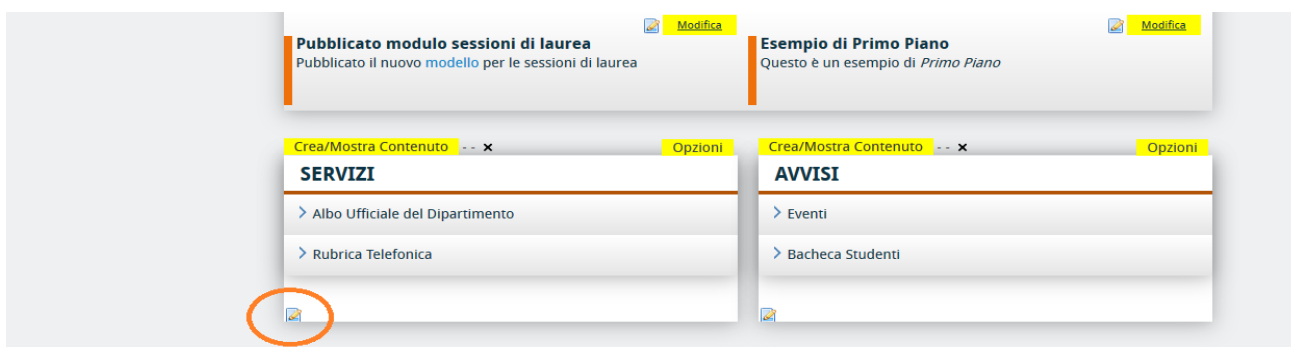 Modifica
Pubblicato modulo sessioni di laurea
Pubblicato il nuovo modello per le sessioni di laurea
Modifica
Esempio di Primo Piano
Questo è un esempio di Primo Piano
Crea/Mostra Contenuto - - × Opzioni
SERVIZI
Albo Ufficiale del Dipartimento
Rubrica Telefonica
Crea/Mostra Contenuto - - × Opzioni
AVVISI
Eventi
Bacheca Studenti